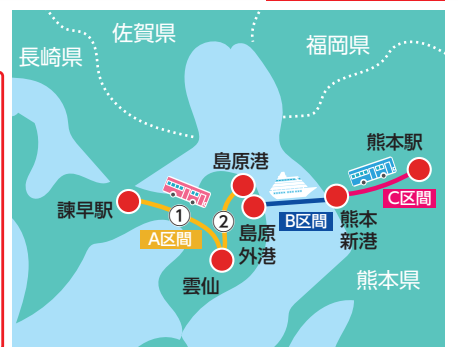 佐賀県
福岡県
長崎県
熊本駅
島原港
諫早駅
①
②
A区間
島原
外港
B区間
熊本
新港
C区間
雲仙
熊本県